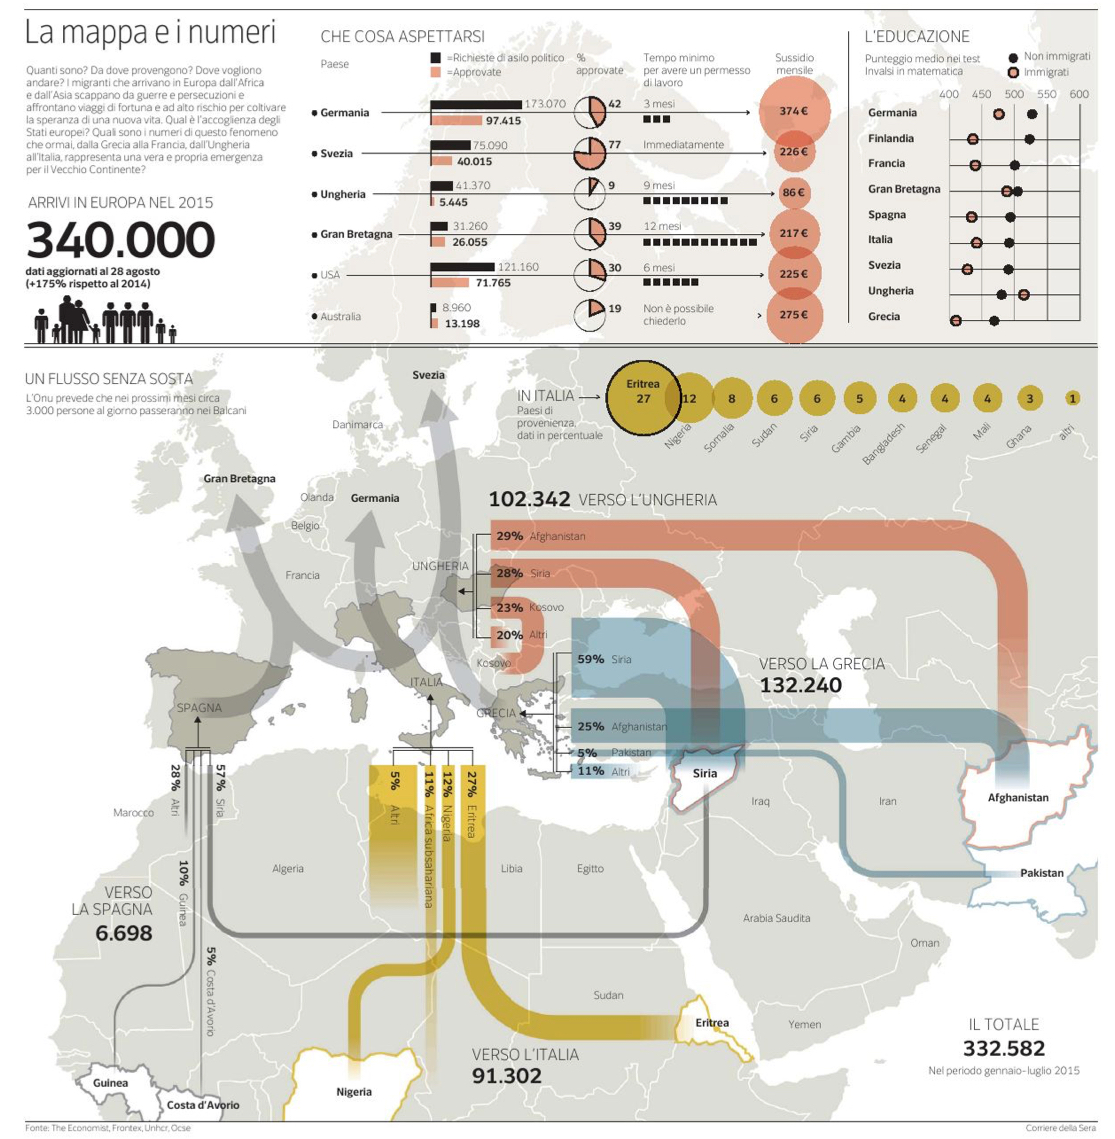 La mappa e i numeri
Quanti sono? Da dove provengono? Dove vogliono
andare? I migranti che arrivano in Europa dall'Africa
e dall'Asia scappano da guerre e persecuzioni e
affrontano viaggi di fortuna e ad alto rischio per coltivare
la speranza di una nuova vita. Qual è l'accoglienza degli
Stati europei? Quali sono i numeri di questo fenomeno
che ormai, dalla Grecia alla Francia, dall'Ungheria
all'Italia, rappresenta una vera e propria emergenza
per il Vecchio Continente?
ARRIVI IN EUROPA NEL 2015
340.000
dati aggiornati al 28 agosto
(+175% rispetto al 2014)
CHE COSA ASPETTARSI
Paese
=Richieste di asilo politico
=Approvate
%
approvate
Tempo minimo
per avere un permesso
di lavoro
Sussidio
mensile
Germania
173.070
97.415
42
3 mesi
374 €
Svezia
75.090
40.015
77
Immediatamente
226 €
Ungheria
41.370
5.445
9
9 mesi
86 €
Gran Bretagna
31.260
26.055
39
12 mesi
217 €
USA
121.160
71.765
30
6 mesi
225 €
Australia
8.960
13.198
19
Non è possibile
chiederlo
275 €
L'EDUCAZIONE
Punteggio medio nei test
Invalsi in matematica
Non immigrati
Immigrati
400 450 500 550 600
Germania
Finlandia
Francia
Gran Bretagna
Spagna
Italia
Svezia
Ungheria
Grecia
UN FLUSSO SENZA SOSTA
L'Onu prevede che nei prossimi mesi circa
3.000 persone al giorno passeranno nei Balcani
IN ITALIA
Paesi di
provenienza,
dati in percentuale
Eritrea
27
12
8
6
6
5
4
4
4
3
1
Nigeria
Somalia
Sudan
Siria
Gambia
Bangladesh
Senegal
Mali
Ghana
altri
Svezia
Danimarca
Gran Bretagna
Olanda
Germania
Belgio
Francia
UNGHERIA
102.342 VERSO L'UNGHERIA
29% Afghanistan
28% Siria
23% Kosovo
20% Altri
Kosovo
ITALIA
SPAGNA
GRECIA
59% Siria
25% Afghanistan
5% Pakistan
11% Altri
VERSO LA GRECIA
132.240
Siria
Iraq
Iran
Afghanistan
Pakistan
Marocco
Algeria
Libia
Egitto
Arabia Saudita
Oman
Yemen
Sudan
28% Altri
57% Siria
10% Guinea
5% Costa d'Avorio
5% Altri
11% Africa subsahariana
12% Nigeria
27% Eritrea
VERSO
LA SPAGNA
6.698
Eritrea
VERSO L'ITALIA
91.302
Guinea
Costa d'Avorio
Nigeria
IL TOTALE
332.582
Nel periodo gennaio-luglio 2015
Fonte: The Economist, Frontex, Unhcr, Ocse
Corriere della Sera